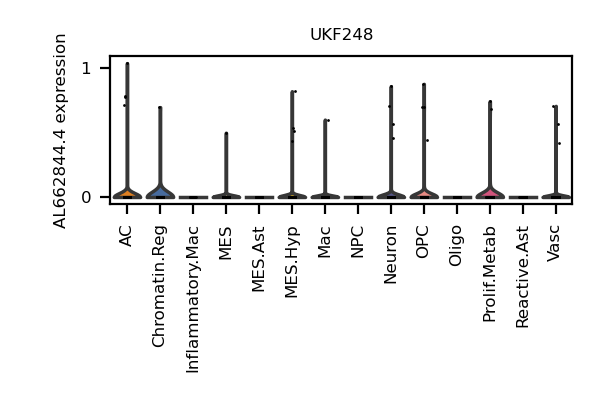 UKF248
AL662844.4 expression
1
0
AC
Chromatin.Reg
Inflammatory.Mac
MES
MES.Ast
MES.Hyp
Mac
NPC
Neuron
OPC
Oligo
Prolif.Metab
Reactive.Ast
Vasc